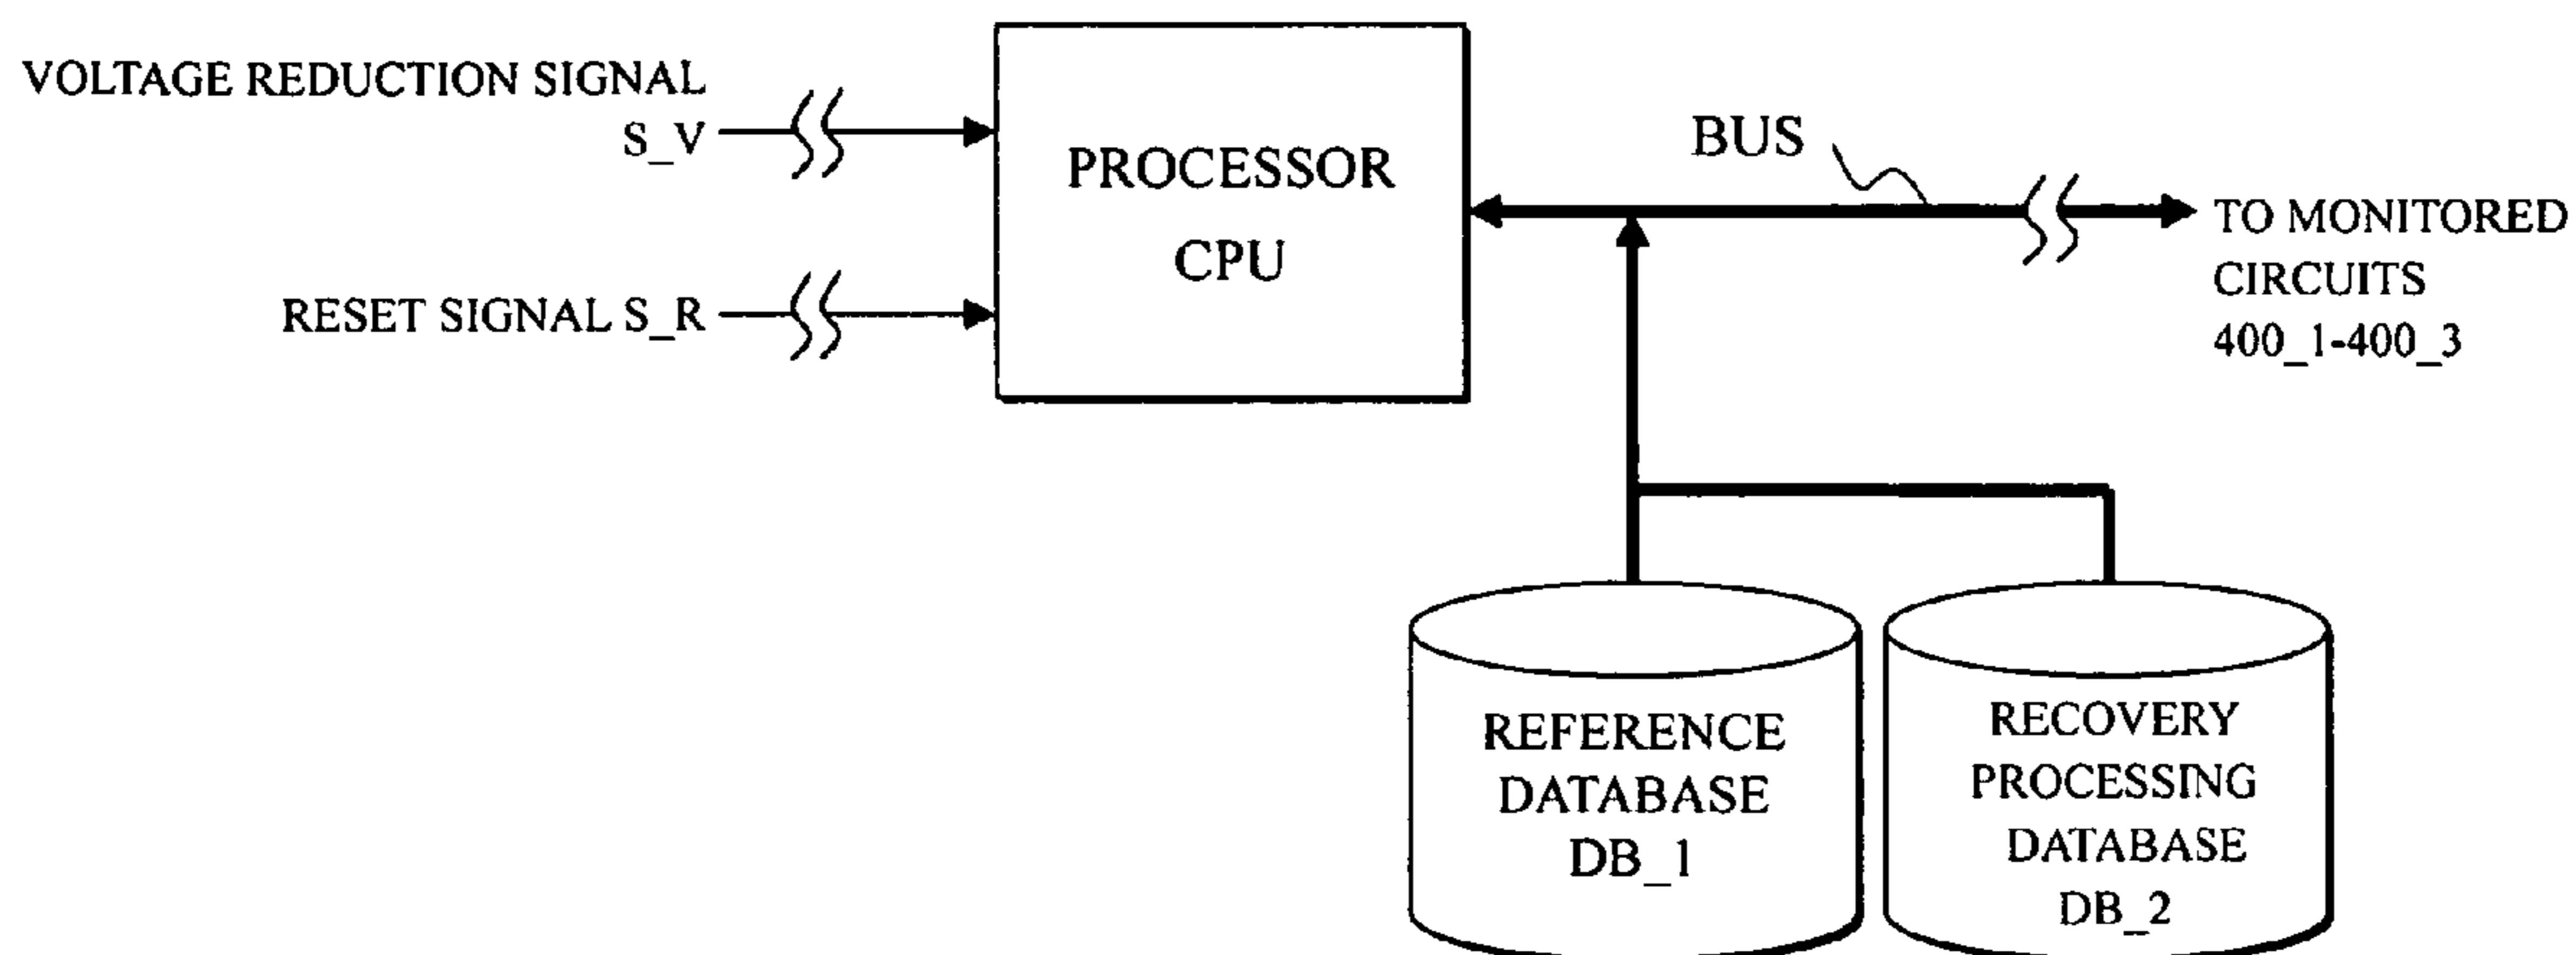 VOLTAGE REDUCTION SIGNAL
S_V
RESET SIGNAL S_R
PROCESSOR
CPU
BUS
TO MONITORED
CIRCUITS
400_1-400_3
REFERENCE
DATABASE
DB_1
RECOVERY
PROCESSING
DATABASE
DB_2